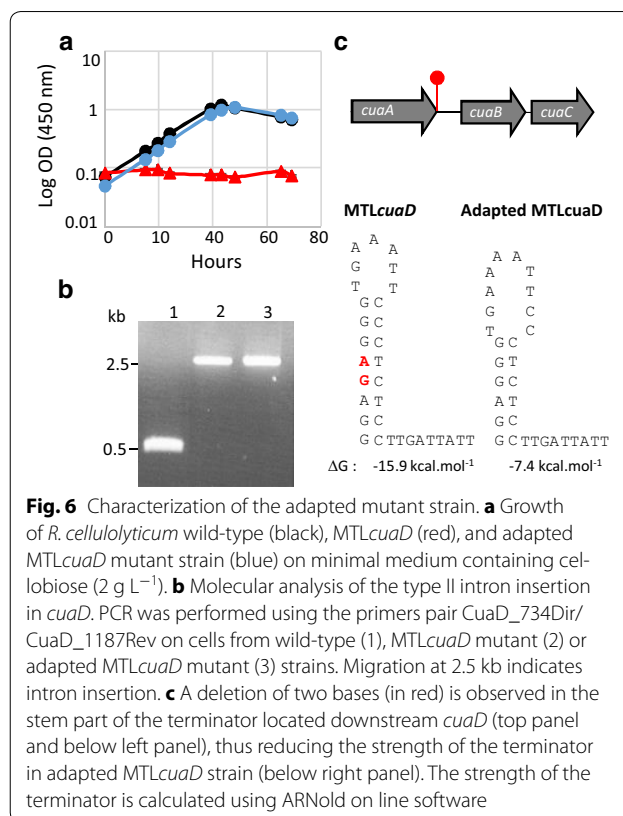 a
10
1
0.1
0.01
Log OD (450 nm)
0 20 40 60 80
Hours
b
kb 1 2 3
2.5
0.5
c
cuaA cuaB cuaC
MTLcuaD Adapted MTLcuaD
A
A A
G T
T T
G C
G C
G C
A T
G C
A T
G C
G C TTGATTATT
A A
A T
A T
G C
T C
G C
G T
G C
A T
G C
G C TTGATTATT
ΔG : -15.9 kcal.mol⁻¹ -7.4 kcal.mol⁻¹
Fig. 6 Characterization of the adapted mutant strain. a Growth
of R. cellulolyticum wild-type (black), MTLcuaD (red), and adapted
MTLcuaD mutant strain (blue) on minimal medium containing cel-
lobiose (2 g L⁻¹). b Molecular analysis of the type II intron insertion
in cuaD. PCR was performed using the primers pair CuaD_734Dir/
CuaD_1187Rev on cells from wild-type (1), MTLcuaD mutant (2) or
adapted MTLcuaD mutant (3) strains. Migration at 2.5 kb indicates
intron insertion. c A deletion of two bases (in red) is observed in the
stem part of the terminator located downstream cuaD (top panel
and below left panel), thus reducing the strength of the terminator
in adapted MTLcuaD strain (below right panel). The strength of the
terminator is calculated using ARNold on line software